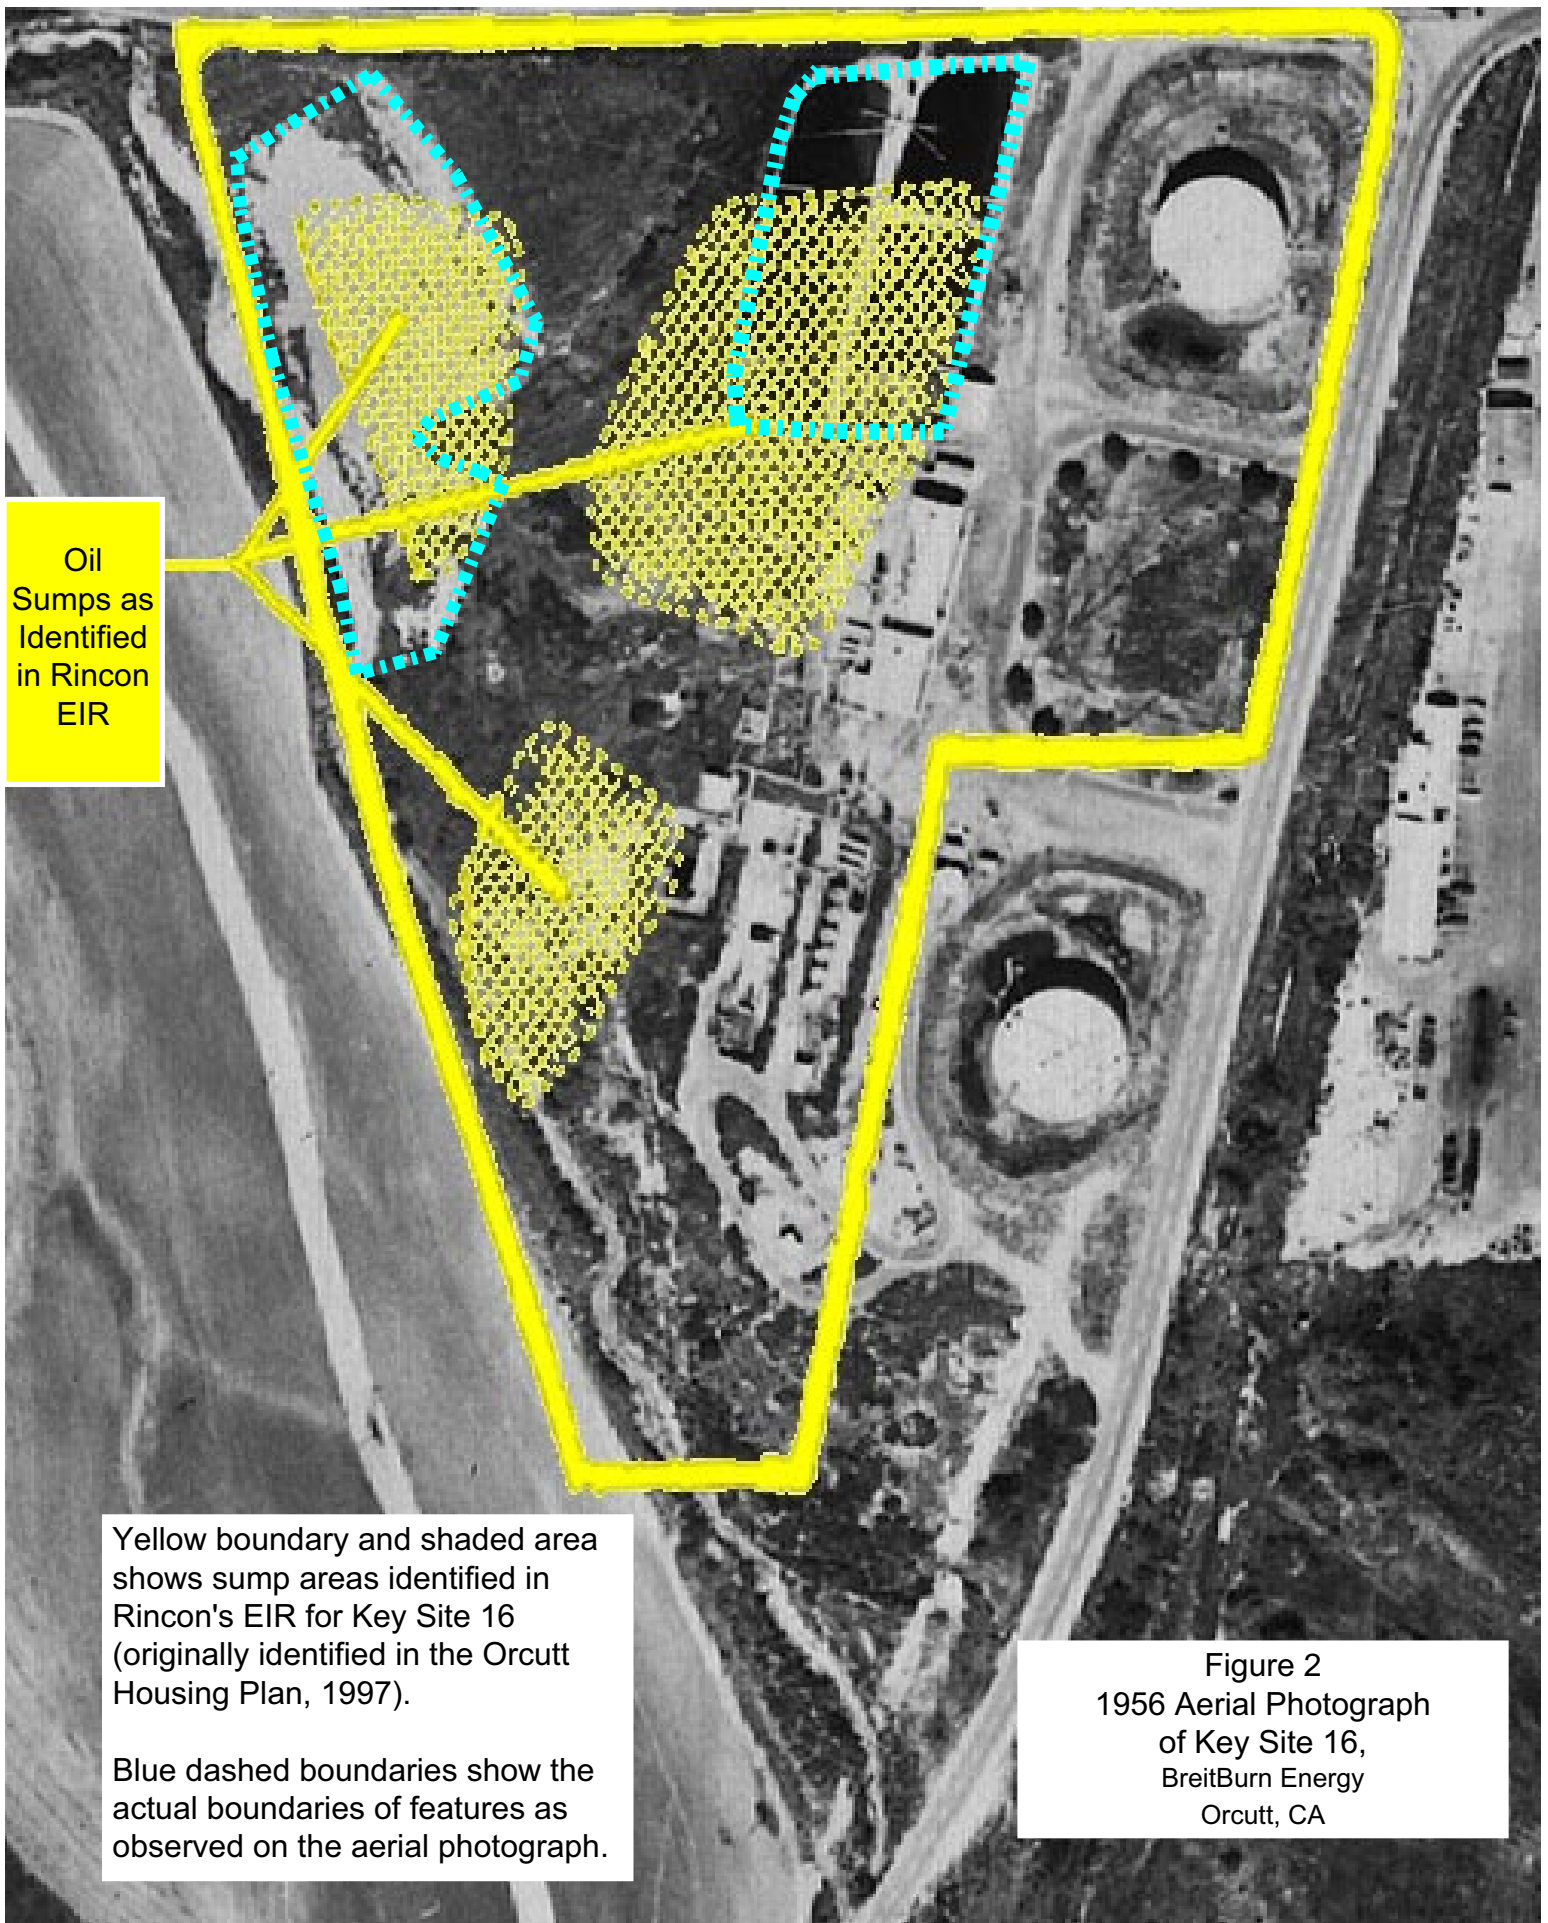 Oil
Sumps as
Identified
in Rincon
EIR
Yellow boundary and shaded area
shows sump areas identified in
Rincon's EIR for Key Site 16
(originally identified in the Orcutt
Housing Plan, 1997).
Blue dashed boundaries show the
actual boundaries of features as
observed on the aerial photograph.
Figure 2
1956 Aerial Photograph
of Key Site 16,
BreitBurn Energy
Orcutt, CA